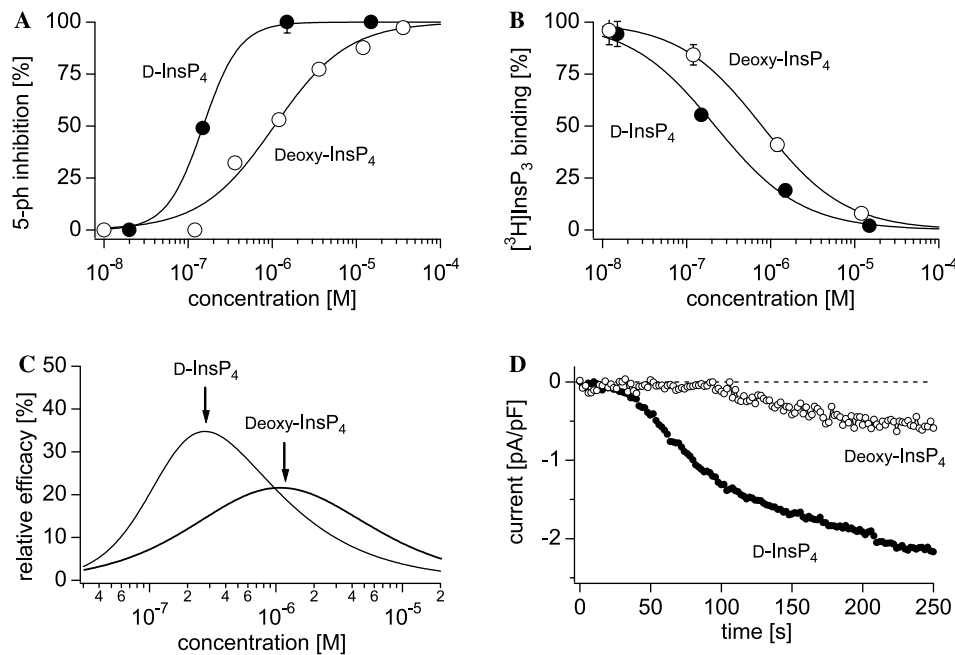 A
100
75
50
25
0
5-ph inhibition [%]
D-InsP4
Deoxy-InsP4
10-8
10-7
10-6
10-5
10-4
concentration [M]
B
100
75
50
25
0
[3H]InsP3 binding [%]
Deoxy-InsP4
D-InsP4
10-8
10-7
10-6
10-5
10-4
concentration [M]
C
50
40
30
20
10
0
relative efficacy [%]
D-InsP4
Deoxy-InsP4
4 6 2 4 6 2 4 6 2
10-7
10-6
10-5
concentration [M]
D
0
-1
-2
current [pA/pF]
Deoxy-InsP4
D-InsP4
0 50 100 150 200 250
time [s]